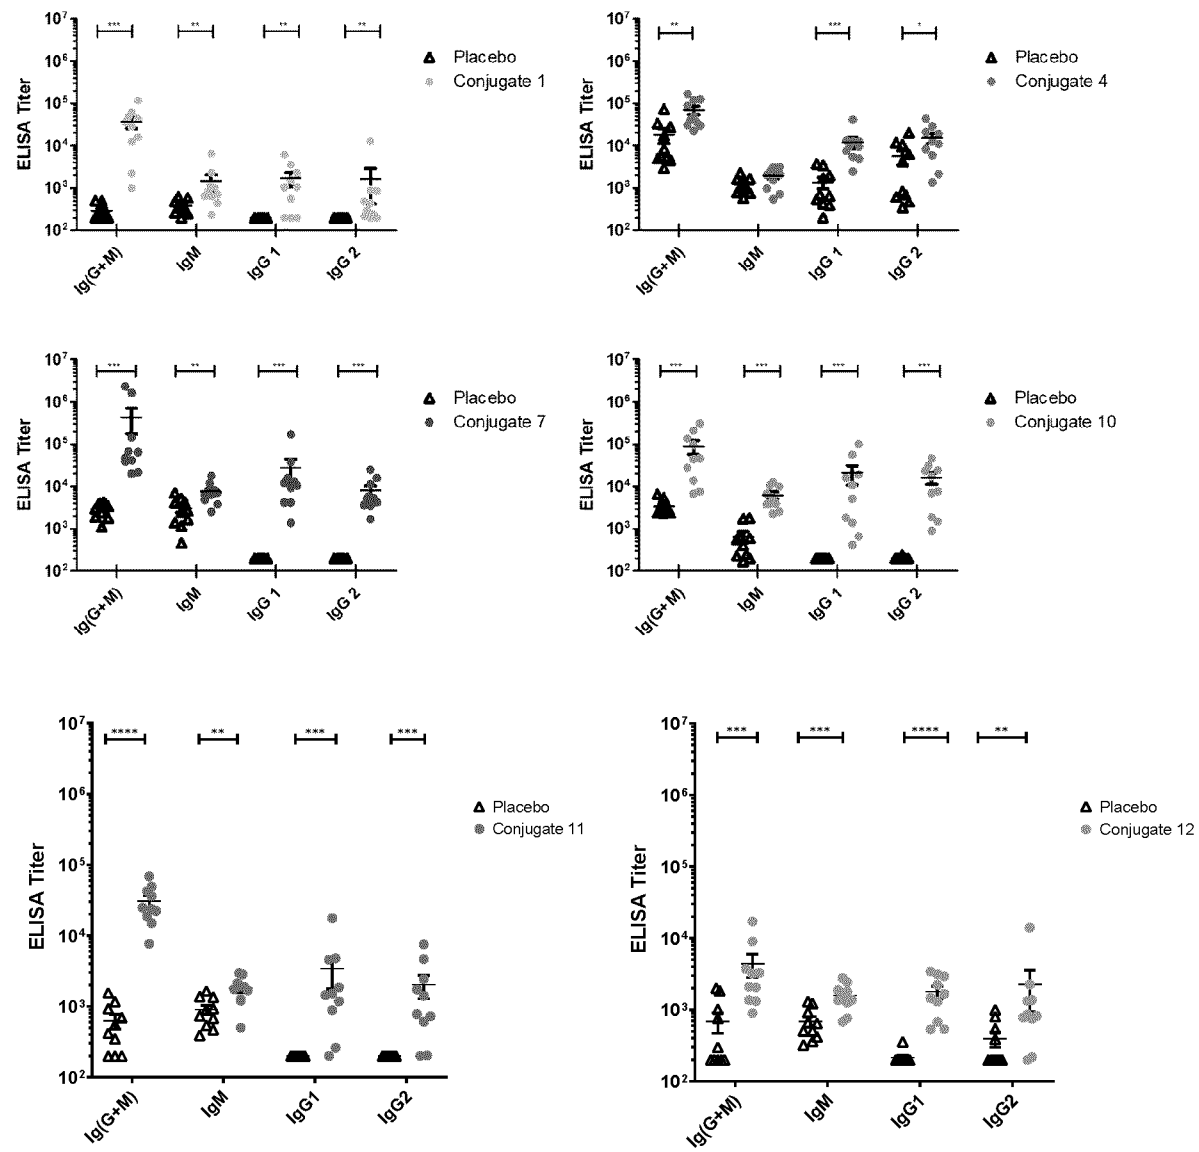 10⁷
10⁶
10⁵
10⁴
10³
10²
ELISA Titer
*** ** ** **
Placebo
Conjugate 1
Ig(G+M) IgM IgG 1 IgG 2
10⁷
10⁶
10⁵
10⁴
10³
10²
ELISA Titer
** *** *
Placebo
Conjugate 4
Ig(G+M) IgM IgG 1 IgG 2
10⁷
10⁶
10⁵
10⁴
10³
10²
ELISA Titer
*** ** *** ***
Placebo
Conjugate 7
Ig(G+M) IgM IgG 1 IgG 2
10⁷
10⁶
10⁵
10⁴
10³
10²
ELISA Titer
*** *** *** ***
Placebo
Conjugate 10
Ig(G+M) IgM IgG 1 IgG 2
10⁷
10⁶
10⁵
10⁴
10³
10²
ELISA Titer
**** ** *** ***
Placebo
Conjugate 11
Ig(G+M) IgM IgG1 IgG2
10⁷
10⁶
10⁵
10⁴
10³
10²
ELISA Titer
*** *** **** **
Placebo
Conjugate 12
Ig(G+M) IgM IgG1 IgG2